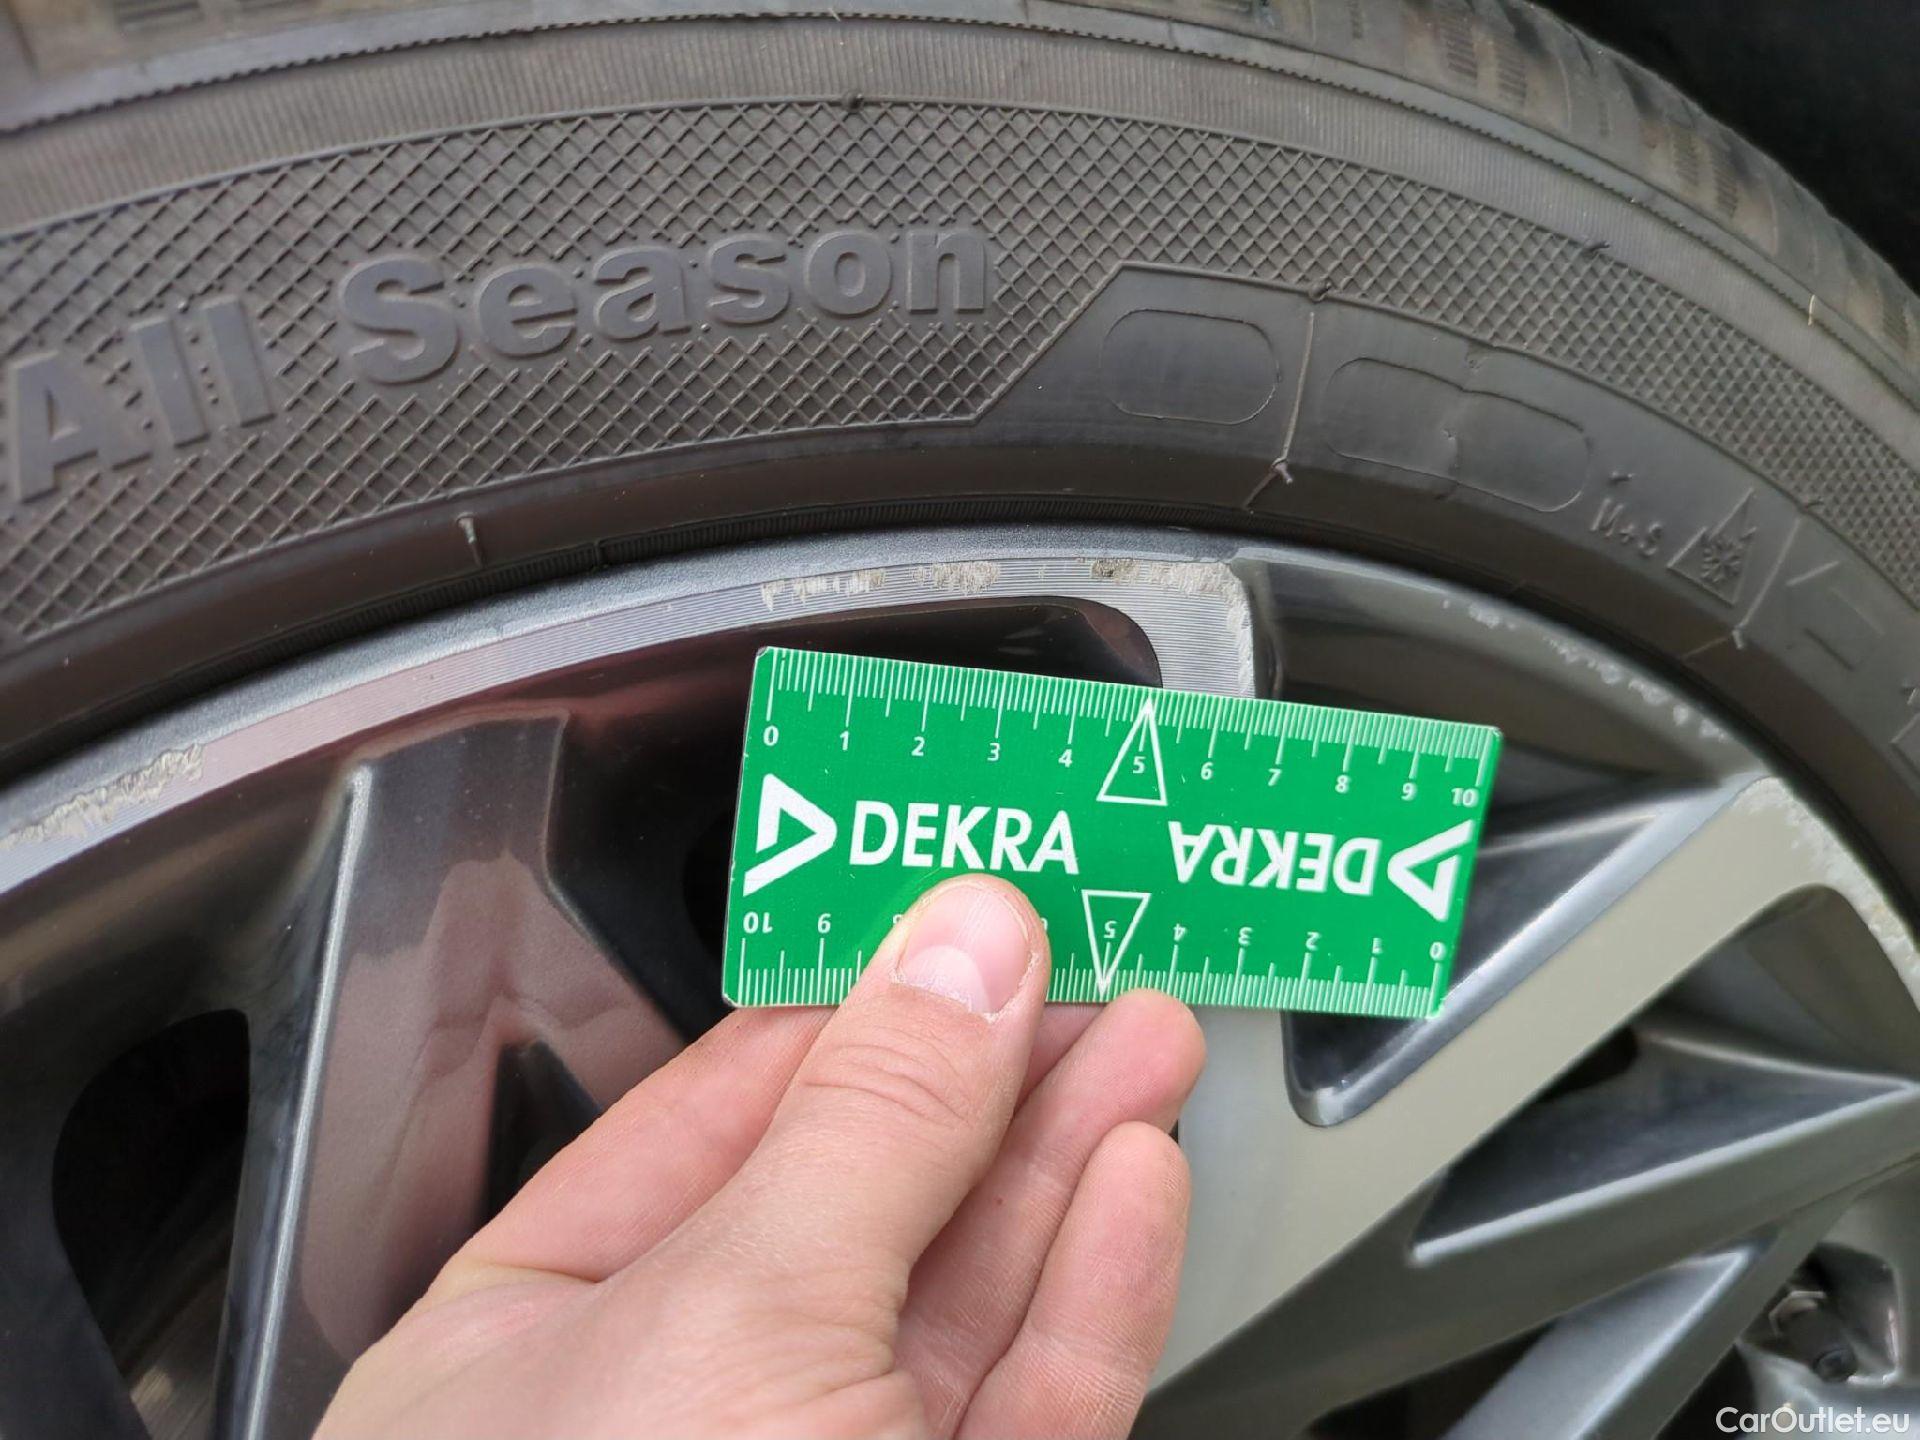 All Season
M+S
0 1 2 3 4 5 6 7 8 9 10
DEKRA DEKRA
10 9 5 4 3 2 1 0
CarOutlet.eu